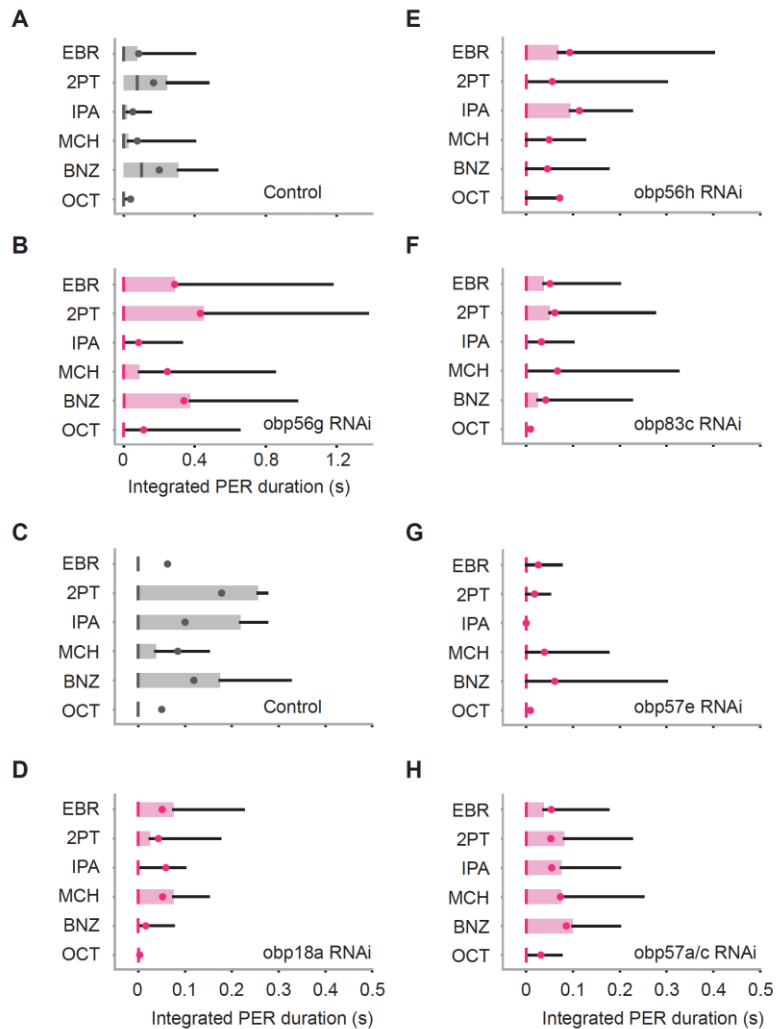 A
EBR
2PT
IPA
MCH
BNZ
OCT
Control
B
EBR
2PT
IPA
MCH
BNZ
OCT
obp56g RNAi
0 0.4 0.8 1.2
Integrated PER duration (s)
C
EBR
2PT
IPA
MCH
BNZ
OCT
Control
D
EBR
2PT
IPA
MCH
BNZ
OCT
obp18a RNAi
0 0.1 0.2 0.3 0.4 0.5
Integrated PER duration (s)
E
EBR
2PT
IPA
MCH
BNZ
OCT
obp56h RNAi
F
EBR
2PT
IPA
MCH
BNZ
OCT
obp83c RNAi
G
EBR
2PT
IPA
MCH
BNZ
OCT
obp57e RNAi
H
EBR
2PT
IPA
MCH
BNZ
OCT
obp57a/c RNAi
0 0.1 0.2 0.3 0.4 0.5
Integrated PER duration (s)